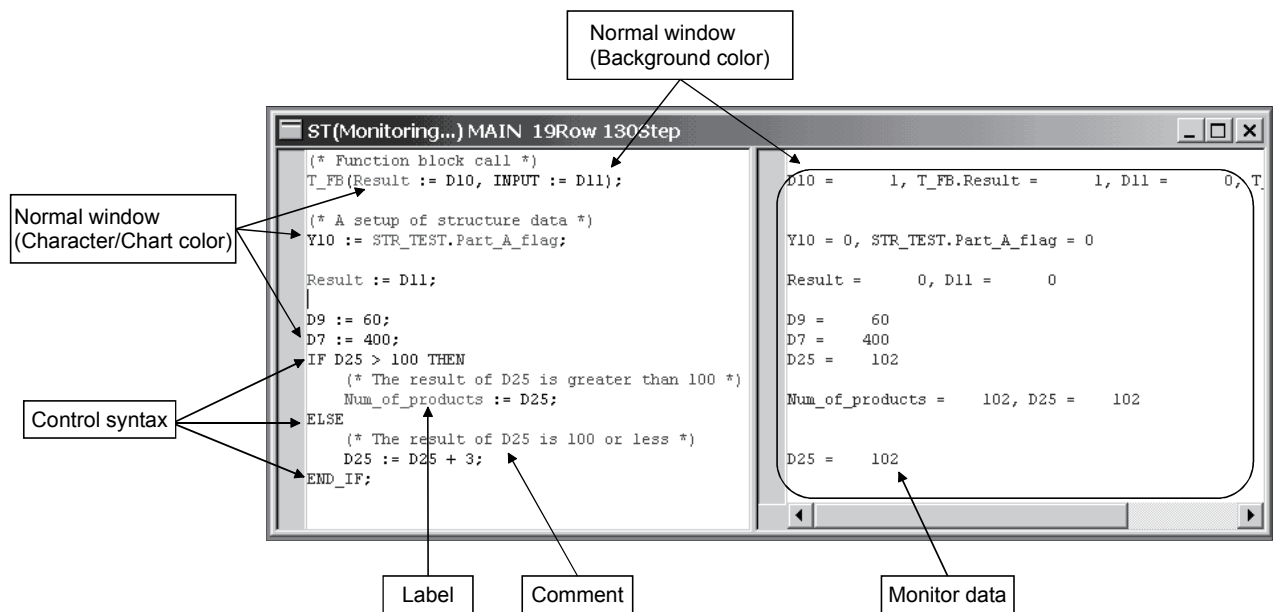 Normal window
(Background color)
ST(Monitoring...) MAIN 19Row 130Step
(* Function block call *)
T_FB(Result := D10, INPUT := D11);
(* A setup of structure data *)
Y10 := STR_TEST.Part_A_flag;
Result := D11;
D9 := 60;
D7 := 400;
IF D25 > 100 THEN
(* The result of D25 is greater than 100 *)
Num_of_products := D25;
ELSE
(* The result of D25 is 100 or less *)
D25 := D25 + 3;
END_IF;
D10 = 1, T_FB.Result = 1, D11 = 0, T_
Y10 = 0, STR_TEST.Part_A_flag = 0
Result = 0, D11 = 0
D9 = 60
D7 = 400
D25 = 102
Num_of_products = 102, D25 = 102
D25 = 102
Normal window
(Character/Chart color)
Control syntax
Label
Comment
Monitor data